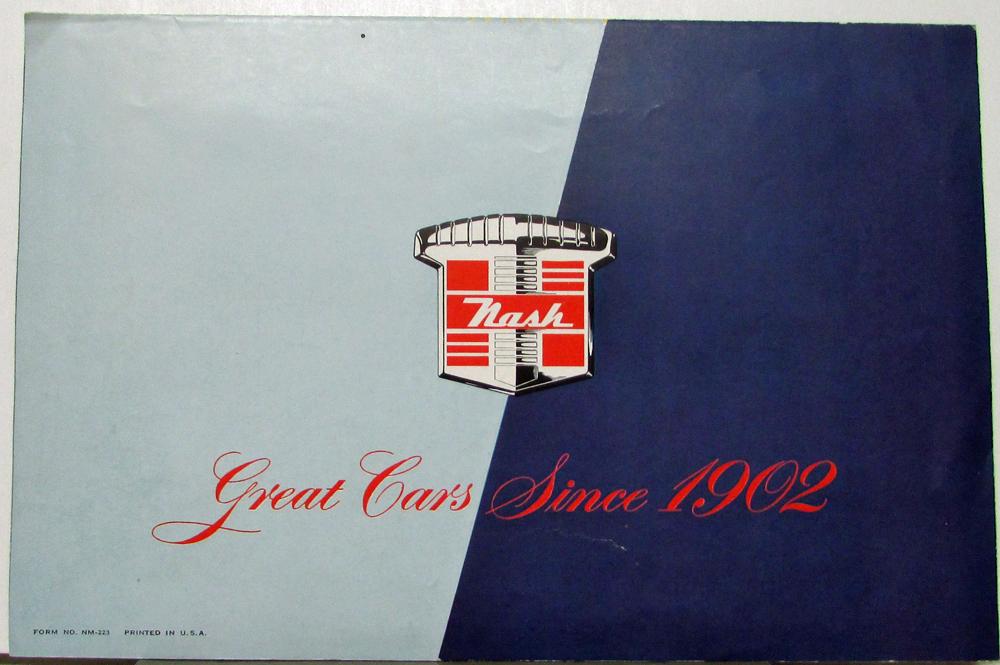 Nash
Great Cars Since 1902
FORM NO. NM-223 PRINTED IN U.S.A.